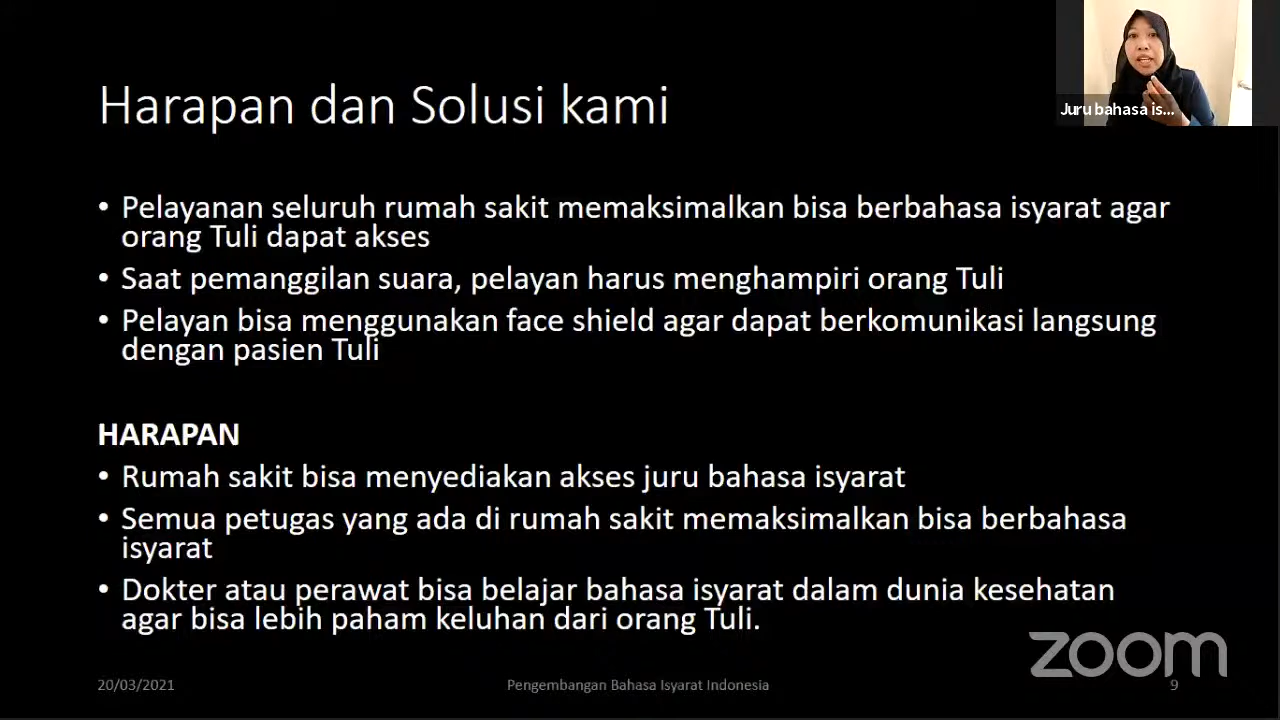 Juru bahasa is...
Harapan dan Solusi kami
• Pelayanan seluruh rumah sakit memaksimalkan bisa berbahasa isyarat agar
orang Tuli dapat akses
• Saat pemanggilan suara, pelayan harus menghampiri orang Tuli
• Pelayan bisa menggunakan face shield agar dapat berkomunikasi langsung
dengan pasien Tuli
HARAPAN
• Rumah sakit bisa menyediakan akses juru bahasa isyarat
• Semua petugas yang ada di rumah sakit memaksimalkan bisa berbahasa
isyarat
• Dokter atau perawat bisa belajar bahasa isyarat dalam dunia kesehatan
agar bisa lebih paham keluhan dari orang Tuli.
zoom
20/03/2021
Pengembangan Bahasa Isyarat Indonesia
9